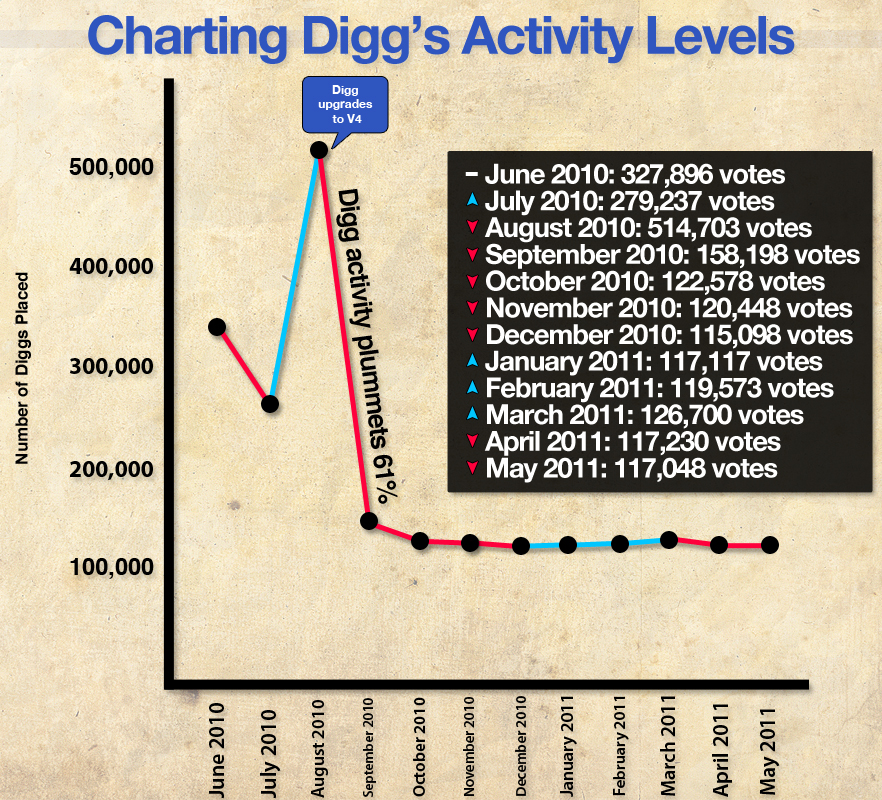 Charting Digg's Activity Levels
Digg
upgrades
to V4
500,000
400,000
300,000
200,000
100,000
Number of Diggs Placed
Digg activity plummets 61%
June 2010: 327,896 votes
July 2010: 279,237 votes
August 2010: 514,703 votes
September 2010: 158,198 votes
October 2010: 122,578 votes
November 2010: 120,448 votes
December 2010: 115,098 votes
January 2011: 117,117 votes
February 2011: 119,573 votes
March 2011: 126,700 votes
April 2011: 117,230 votes
May 2011: 117,048 votes
June 2010
July 2010
August 2010
September 2010
October 2010
November 2010
December 2010
January 2011
February 2011
March 2011
April 2011
May 2011